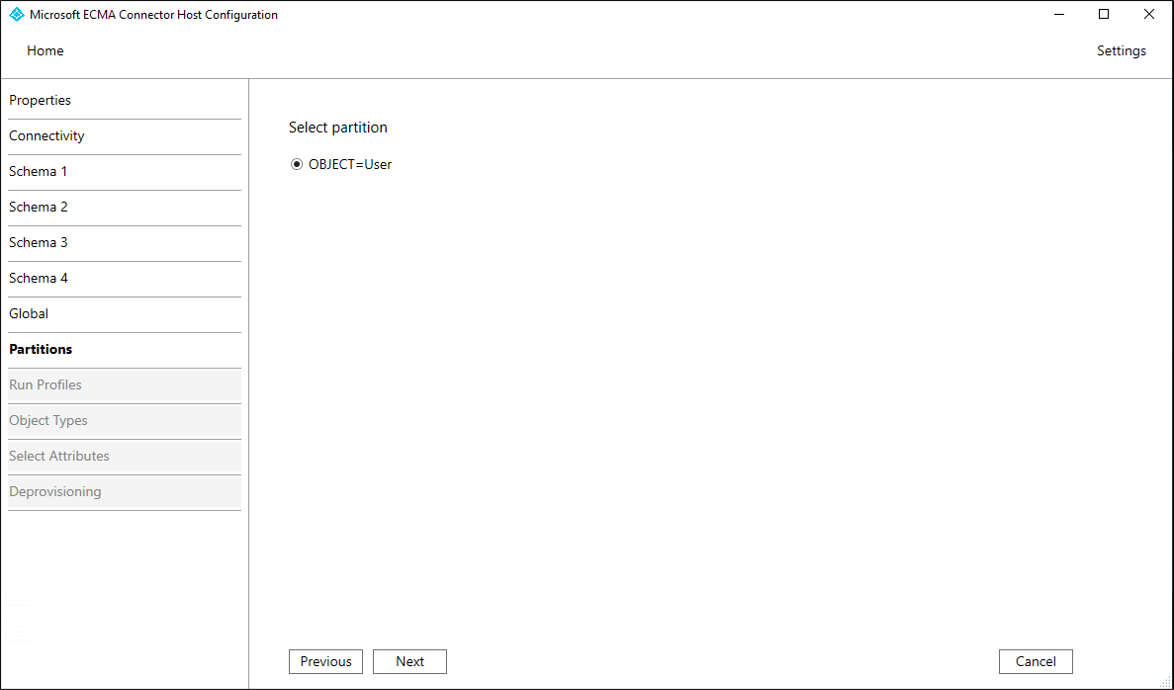 Microsoft ECMA Connector Host Configuration
Home
Settings
Properties
Connectivity
Schema 1
Schema 2
Schema 3
Schema 4
Global
Partitions
Run Profiles
Object Types
Select Attributes
Deprovisioning
Select partition
OBJECT=User
Previous
Next
Cancel